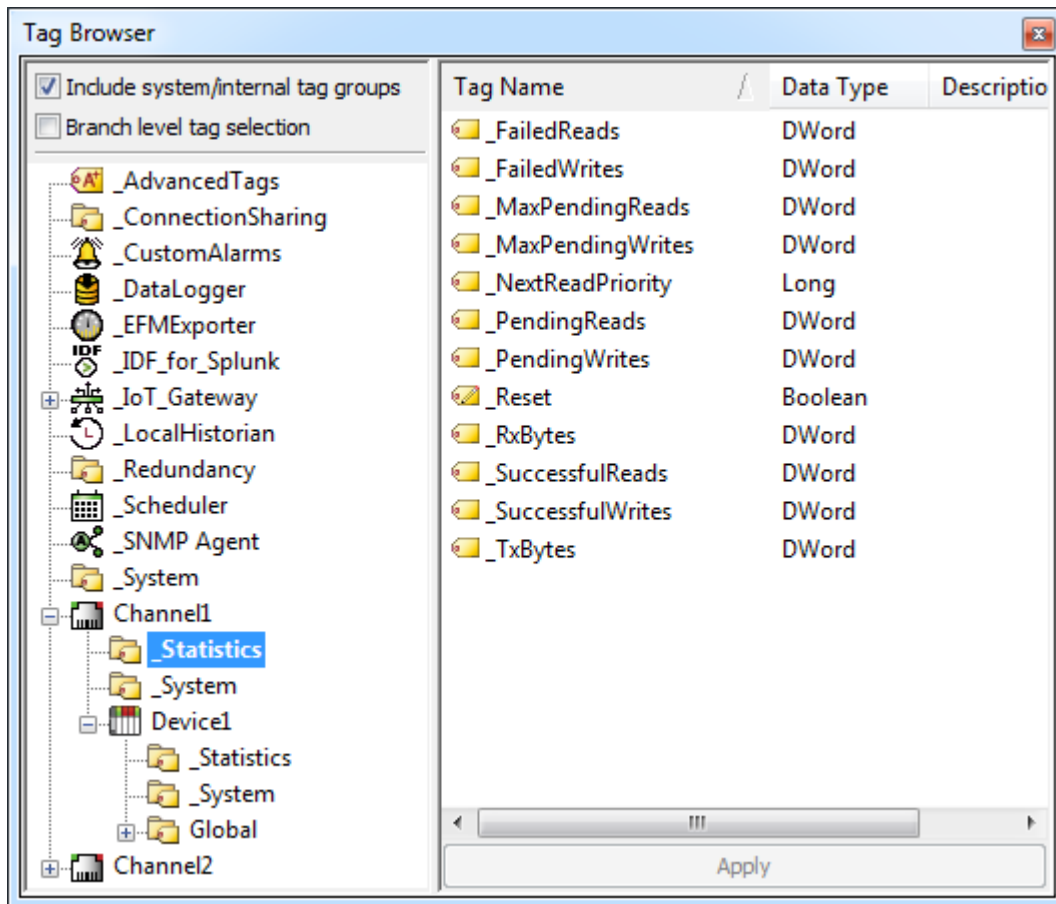 Tag Browser
Include system/internal tag groups
Branch level tag selection
_AdvancedTags
_ConnectionSharing
_CustomAlarms
_DataLogger
_EFMExporter
IDF
_IDF_for_Splunk
_IoT_Gateway
_LocalHistorian
_Redundancy
_Scheduler
_SNMP Agent
_System
Channel1
_Statistics
_System
Device1
_Statistics
_System
Global
Channel2
Tag Name Data Type Descriptio
_FailedReads DWord
_FailedWrites DWord
_MaxPendingReads DWord
_MaxPendingWrites DWord
_NextReadPriority Long
_PendingReads DWord
_PendingWrites DWord
_Reset Boolean
_RxBytes DWord
_SuccessfulReads DWord
_SuccessfulWrites DWord
_TxBytes DWord
Apply